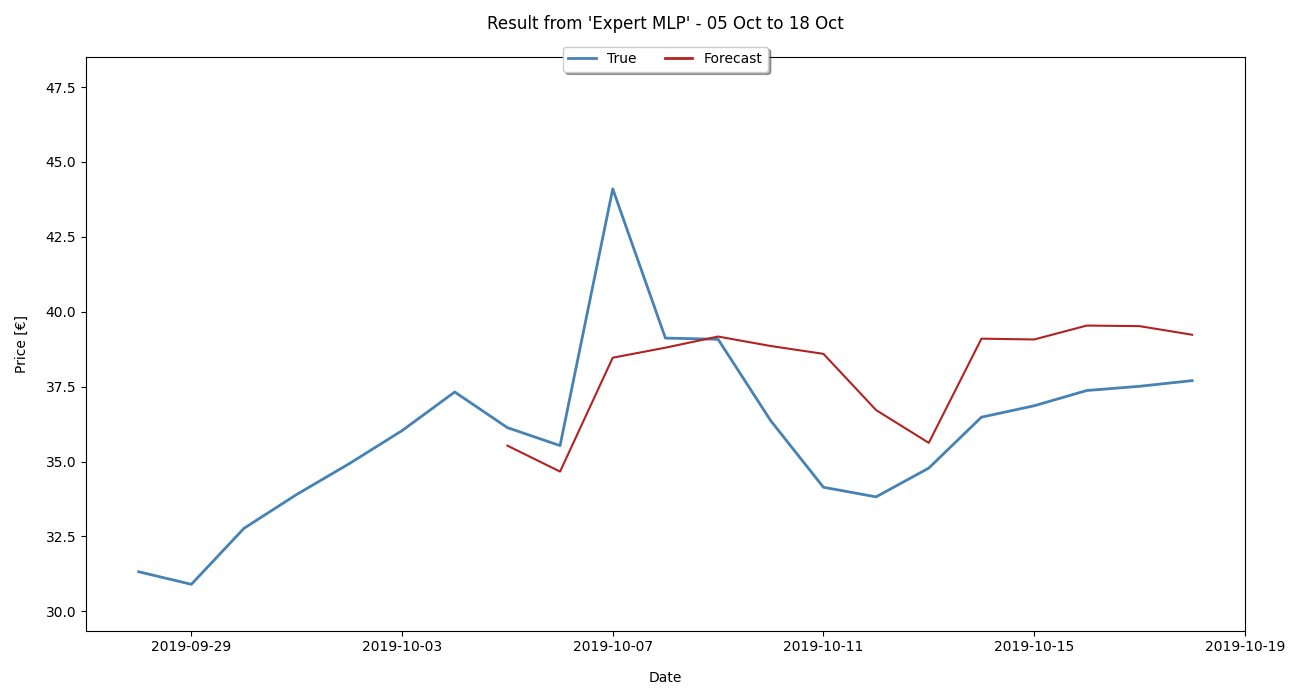 Result from 'Expert MLP' - 05 Oct to 18 Oct
True Forecast
47.5
45.0
42.5
40.0
37.5
35.0
32.5
30.0
Price [€]
2019-09-29 2019-10-03 2019-10-07 2019-10-11 2019-10-15 2019-10-19
Date